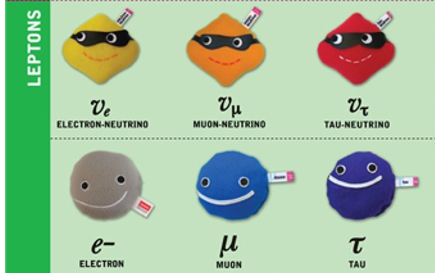 LEPTONS
νe
ELECTRON-NEUTRINO
νμ
MUON-NEUTRINO
ντ
TAU-NEUTRINO
e–
ELECTRON
μ
MUON
τ
TAU